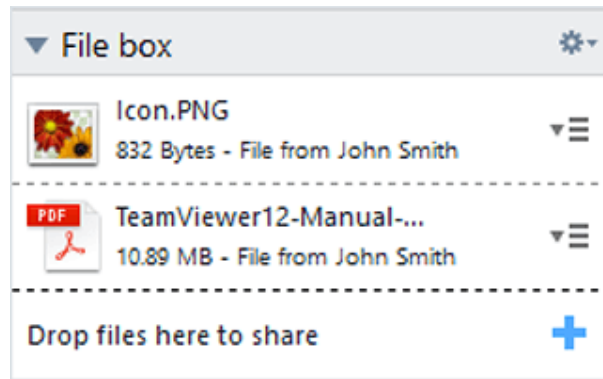 File box
Icon.PNG
832 Bytes - File from John Smith
PDF
TeamViewer12-Manual-...
10.89 MB - File from John Smith
Drop files here to share